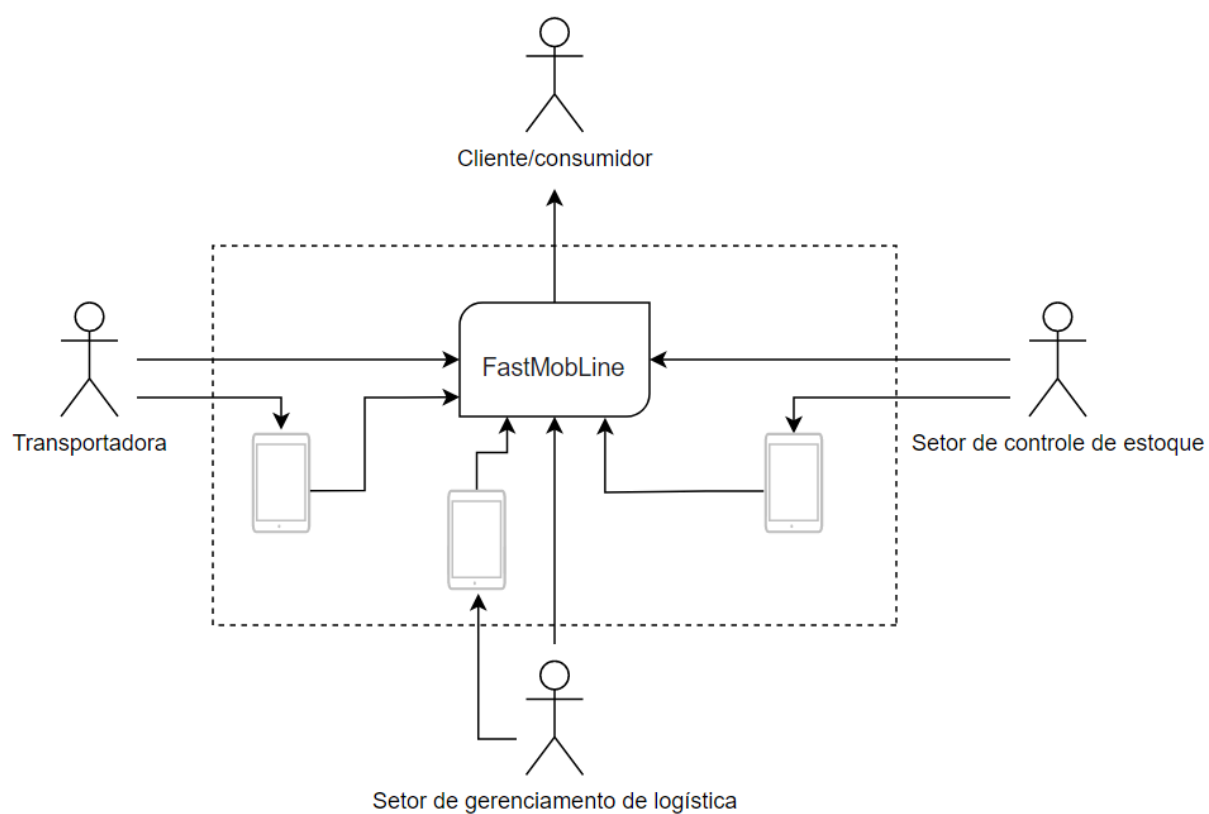 Cliente/consumidor
FastMobLine
Transportadora
Setor de controle de estoque
Setor de gerenciamento de logística